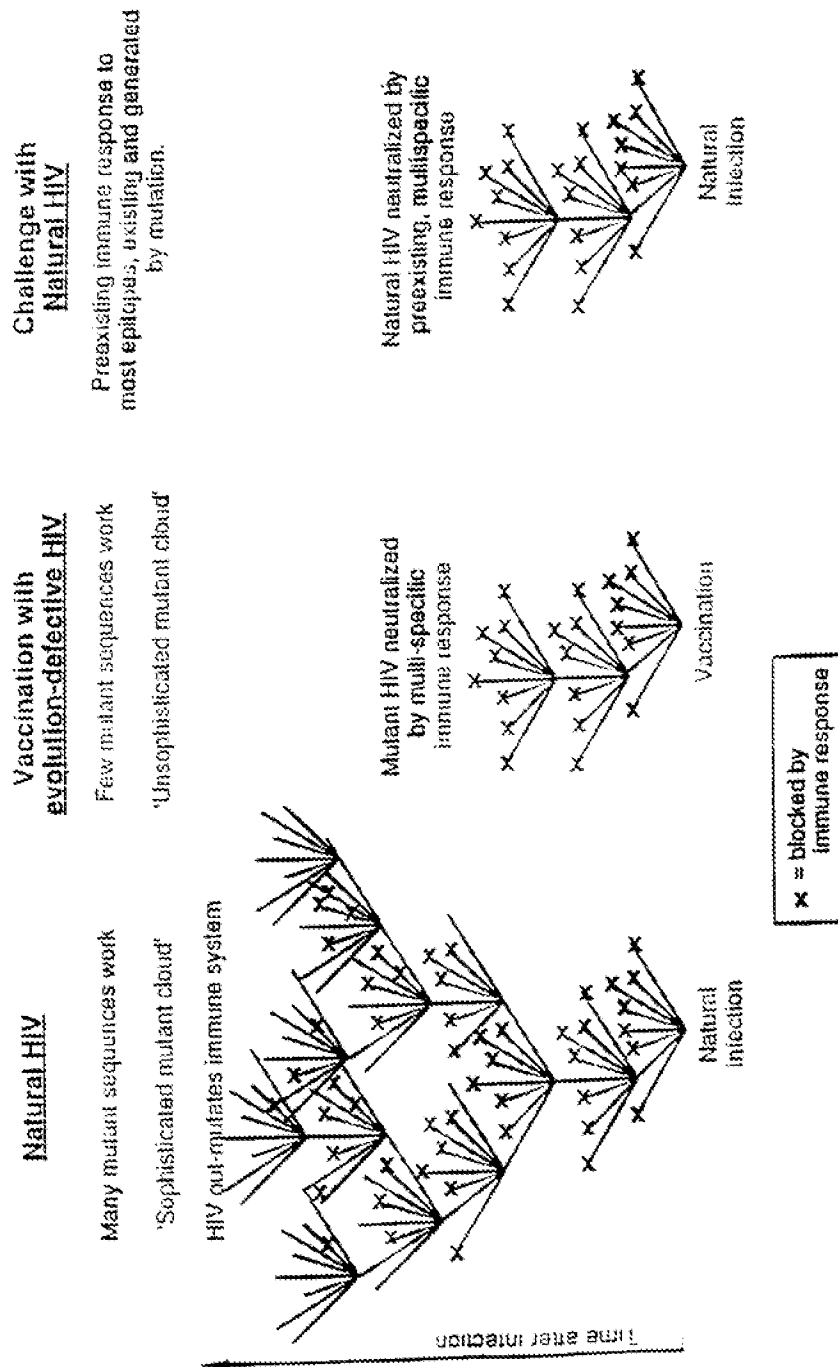 Natural HIV
Many mutant sequences work
'Sophisticated mutant cloud'
HIV out-mutates immune system
Natural
infection
Time after infection
Vaccination with
evolution-defective HIV
Few mutant sequences work
'Unsophisticated mutant cloud'
Mutant HIV neutralized
by multi-specific
immune response
Vaccination
Challenge with
Natural HIV
Preexisting immune response to
most epitopes, existing and generated
by mutation.
Natural HIV neutralized by
preexisting, multispecific
immune response
Natural
infection
x = blocked by
immune response